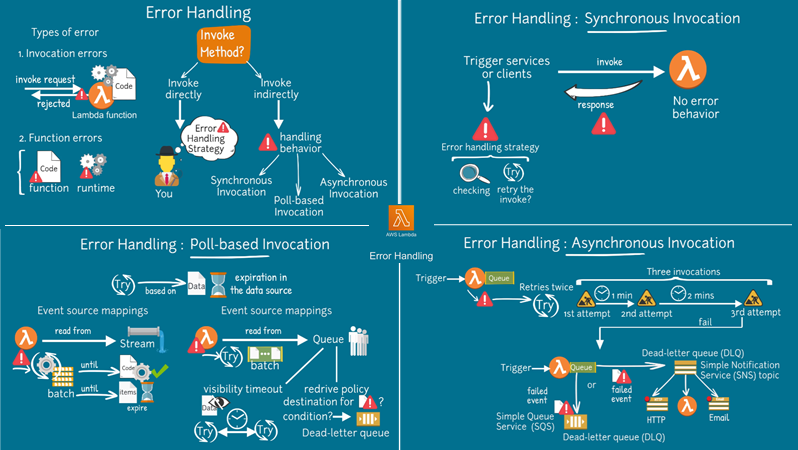 Error Handling
Types of error
1. Invocation errors
invoke request
rejected
Code
Lambda function
2. Function errors
Code
function
runtime
Invoke
Method?
Invoke
directly
Invoke
indirectly
Error
Handling
Strategy
You
handling
behavior
Synchronous
Invocation
Poll-based
Invocation
Asynchronous
Invocation
Error Handling : Synchronous Invocation
Trigger services
or clients
invoke
response
No error
behavior
Error handling strategy
checking
Try
retry the
invoke?
AWS Lambda
Error Handling
Error Handling : Poll-based Invocation
Try
based on
Data
expiration in
the data source
Event source mappings
read from
Stream
Try
batch
until
Code
until
items
expire
Event source mappings
read from
Queue
Try
batch
visibility timeout
Data
Try
Try
redrive policy
destination for
?
condition?
Dead-letter queue
Error Handling : Asynchronous Invocation
Trigger
Queue
Retries twice
Try
Three invocations
1 min
2 mins
1st attempt
2nd attempt
3rd attempt
fail
Trigger
Queue
failed
event
or
failed
event
Simple Queue
Service (SQS)
Dead-letter queue (DLQ)
Dead-letter queue (DLQ)
Simple Notification
Service (SNS) topic
HTTP
Email